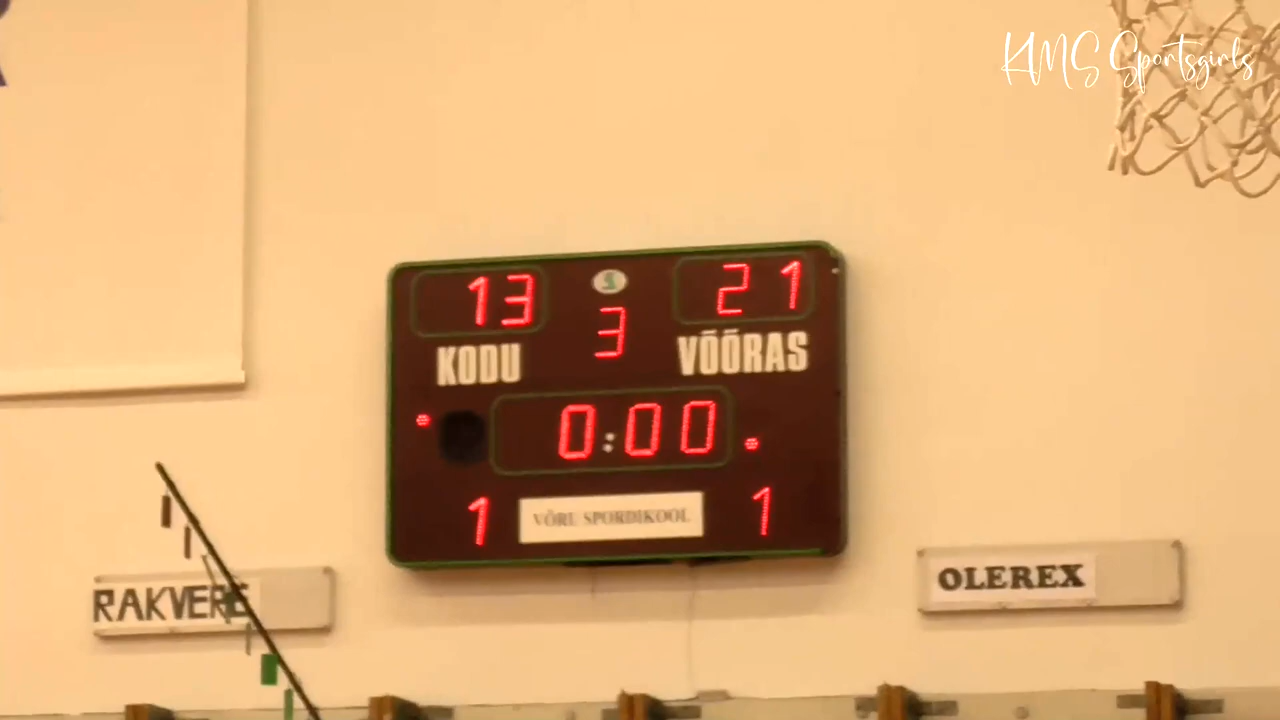 KMS Sportsgirls
13 21
3
KODU VÕÕRAS
0:00
1 VÕRU SPORDIKOOL 1
RAKVERE OLEREX